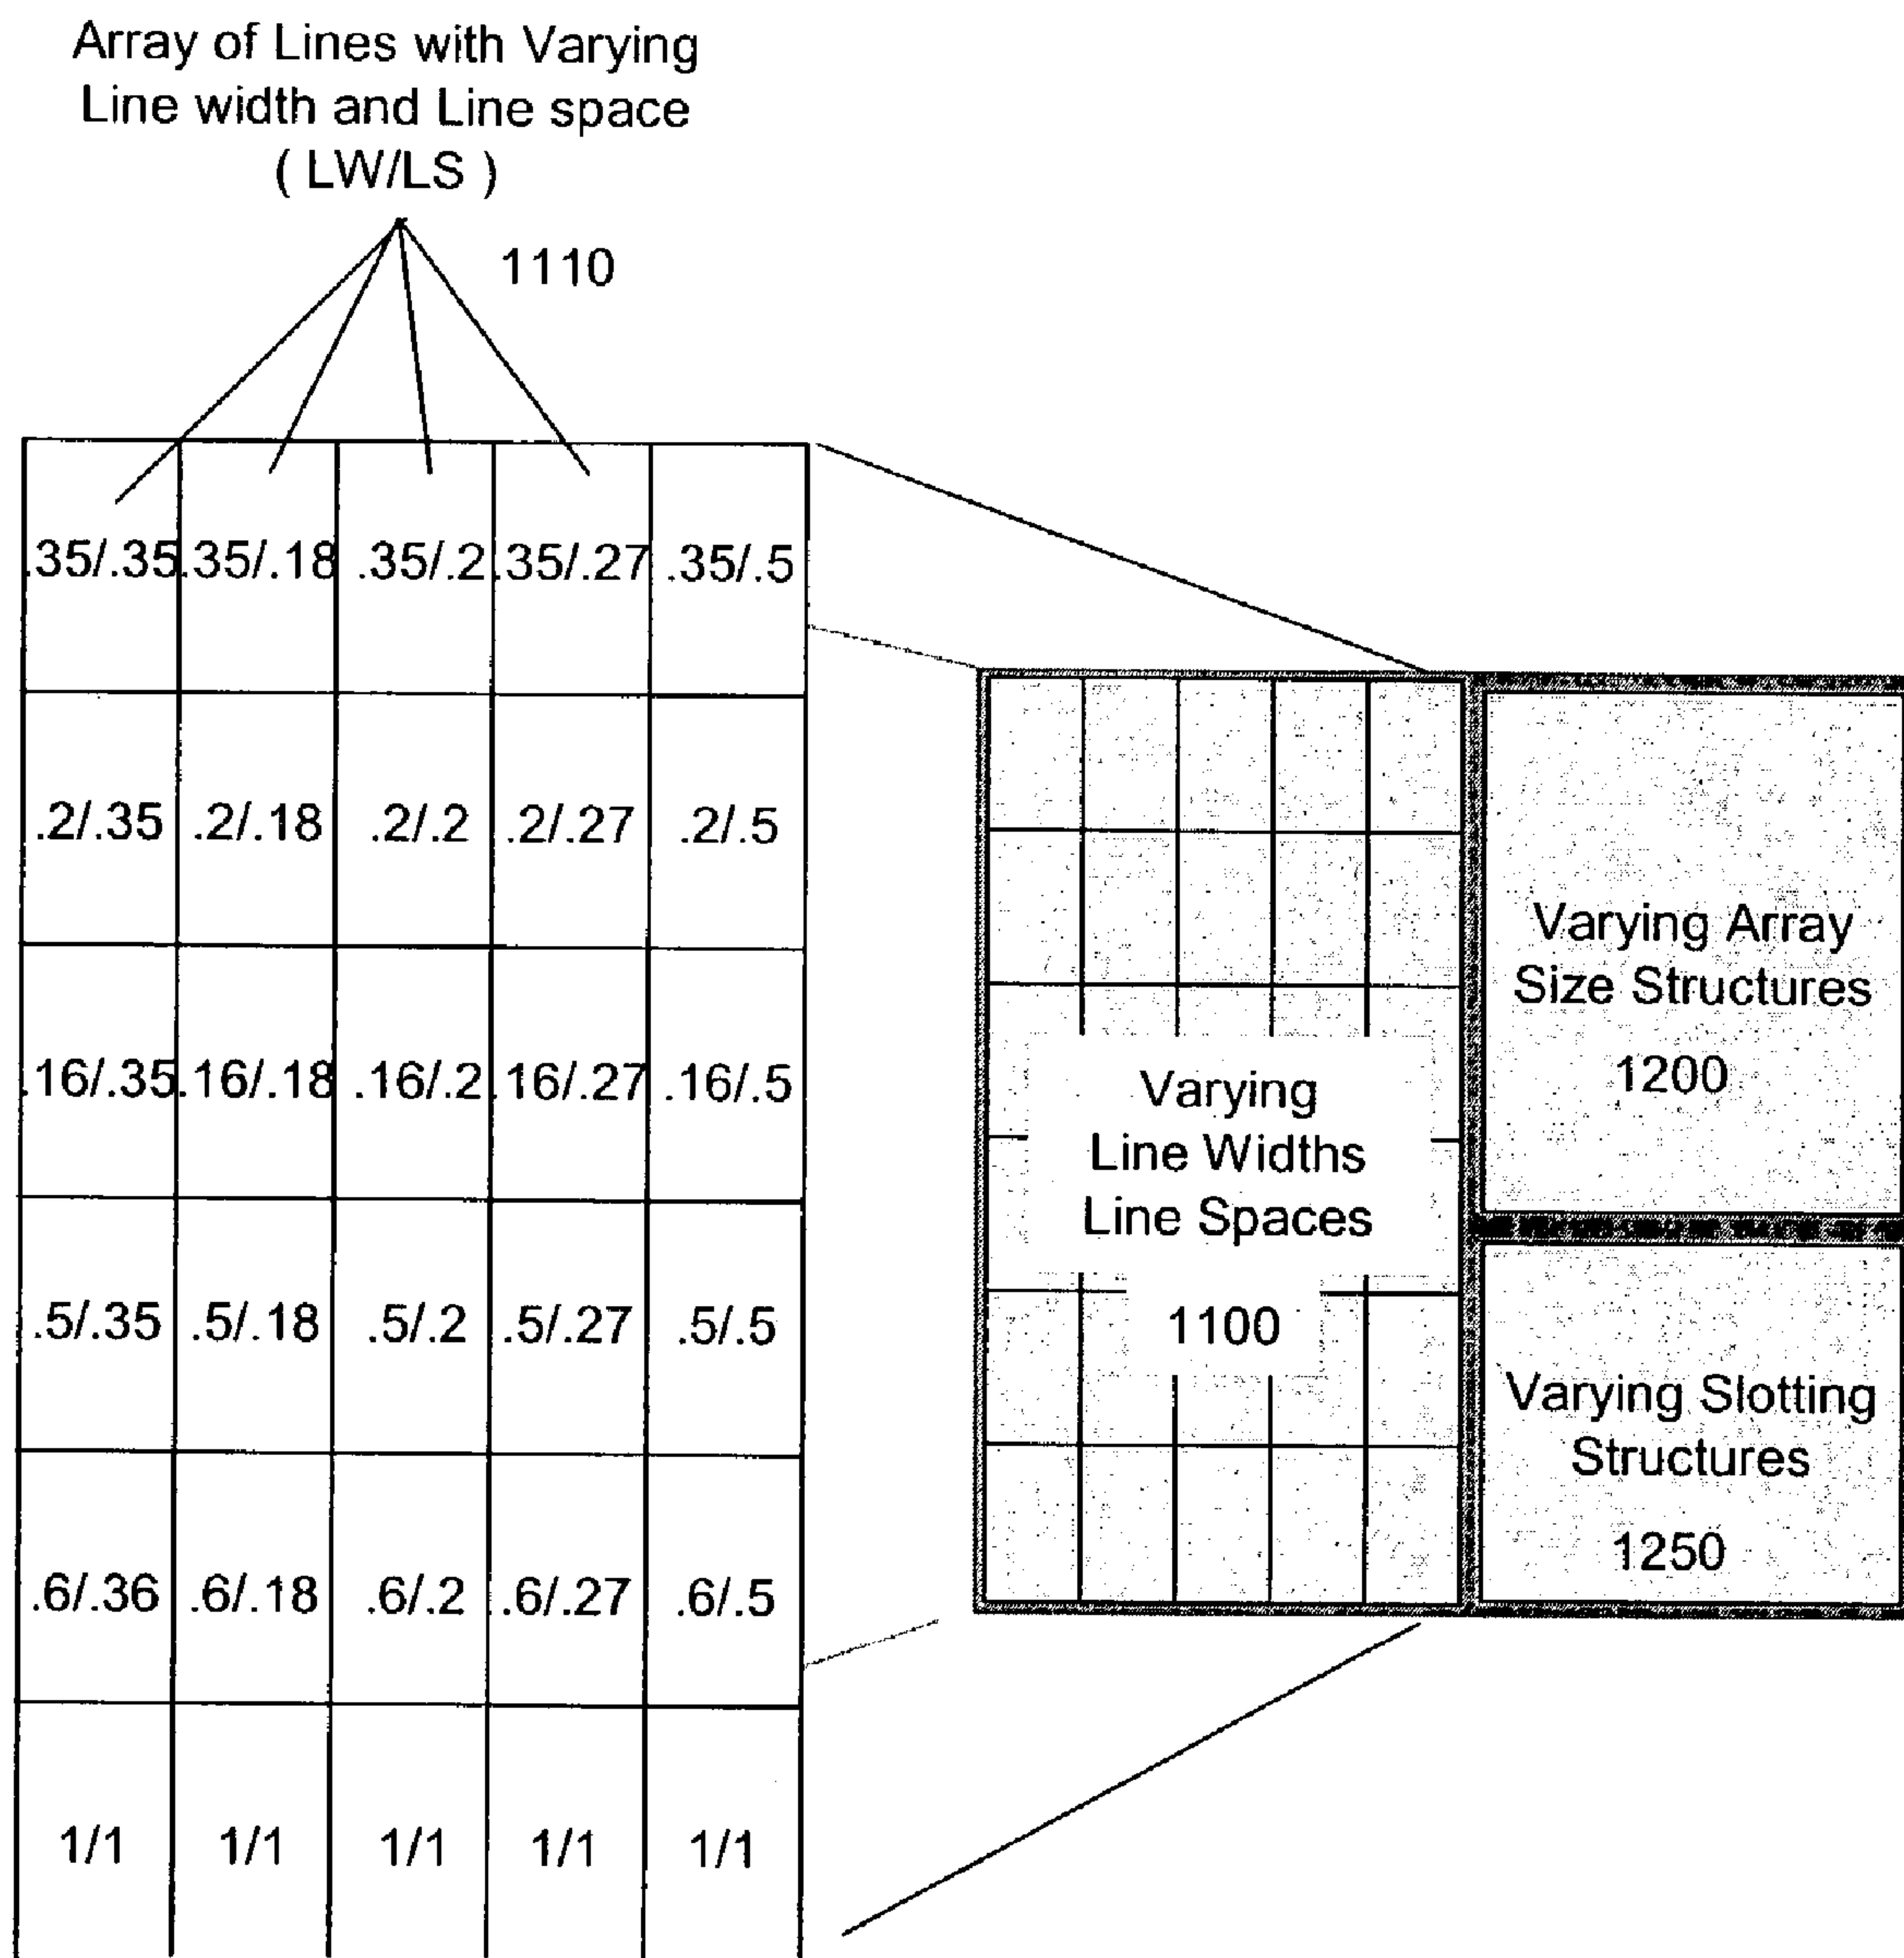 Array of Lines with Varying
Line width and Line space
( LW/LS )
1110
.35/.35 .35/.18 .35/.2 .35/.27 .35/.5
.2/.35 .2/.18 .2/.2 .2/.27 .2/.5
.16/.35 .16/.18 .16/.2 .16/.27 .16/.5
.5/.35 .5/.18 .5/.2 .5/.27 .5/.5
.6/.36 .6/.18 .6/.2 .6/.27 .6/.5
1/1 1/1 1/1 1/1 1/1
Varying
Line Widths
Line Spaces
1100
Varying Array
Size Structures
1200
Varying Slotting
Structures
1250